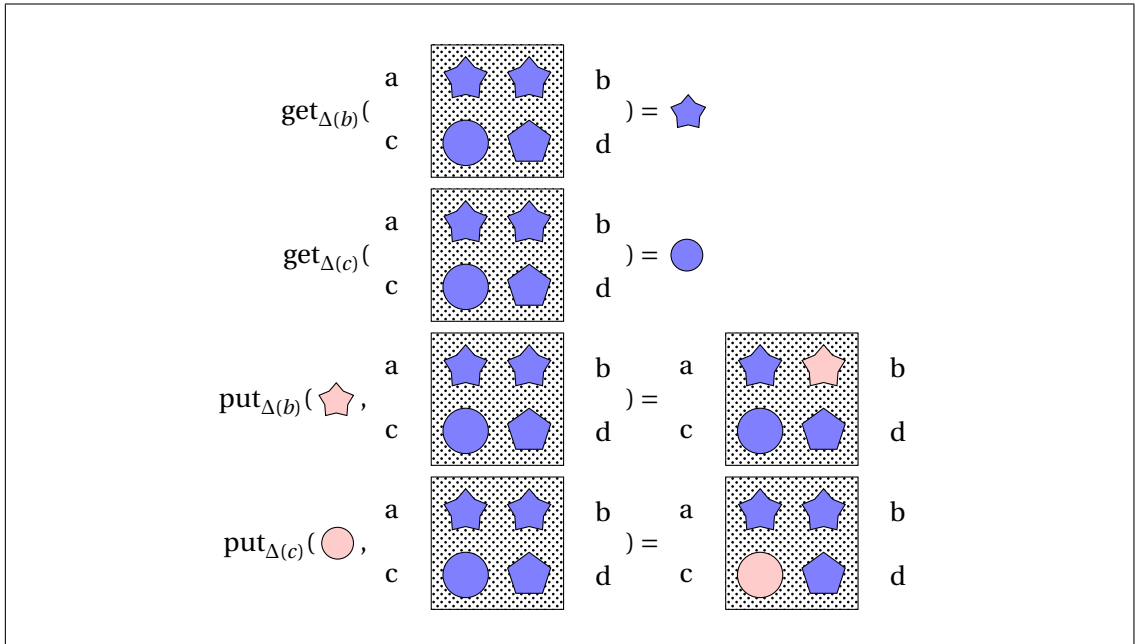 a b
get_Δ(b)( ) =
c d
a b
get_Δ(c)( ) =
c d
a b a b
put_Δ(b)( , ) =
c d c d
a b a b
put_Δ(c)( , ) =
c d c d